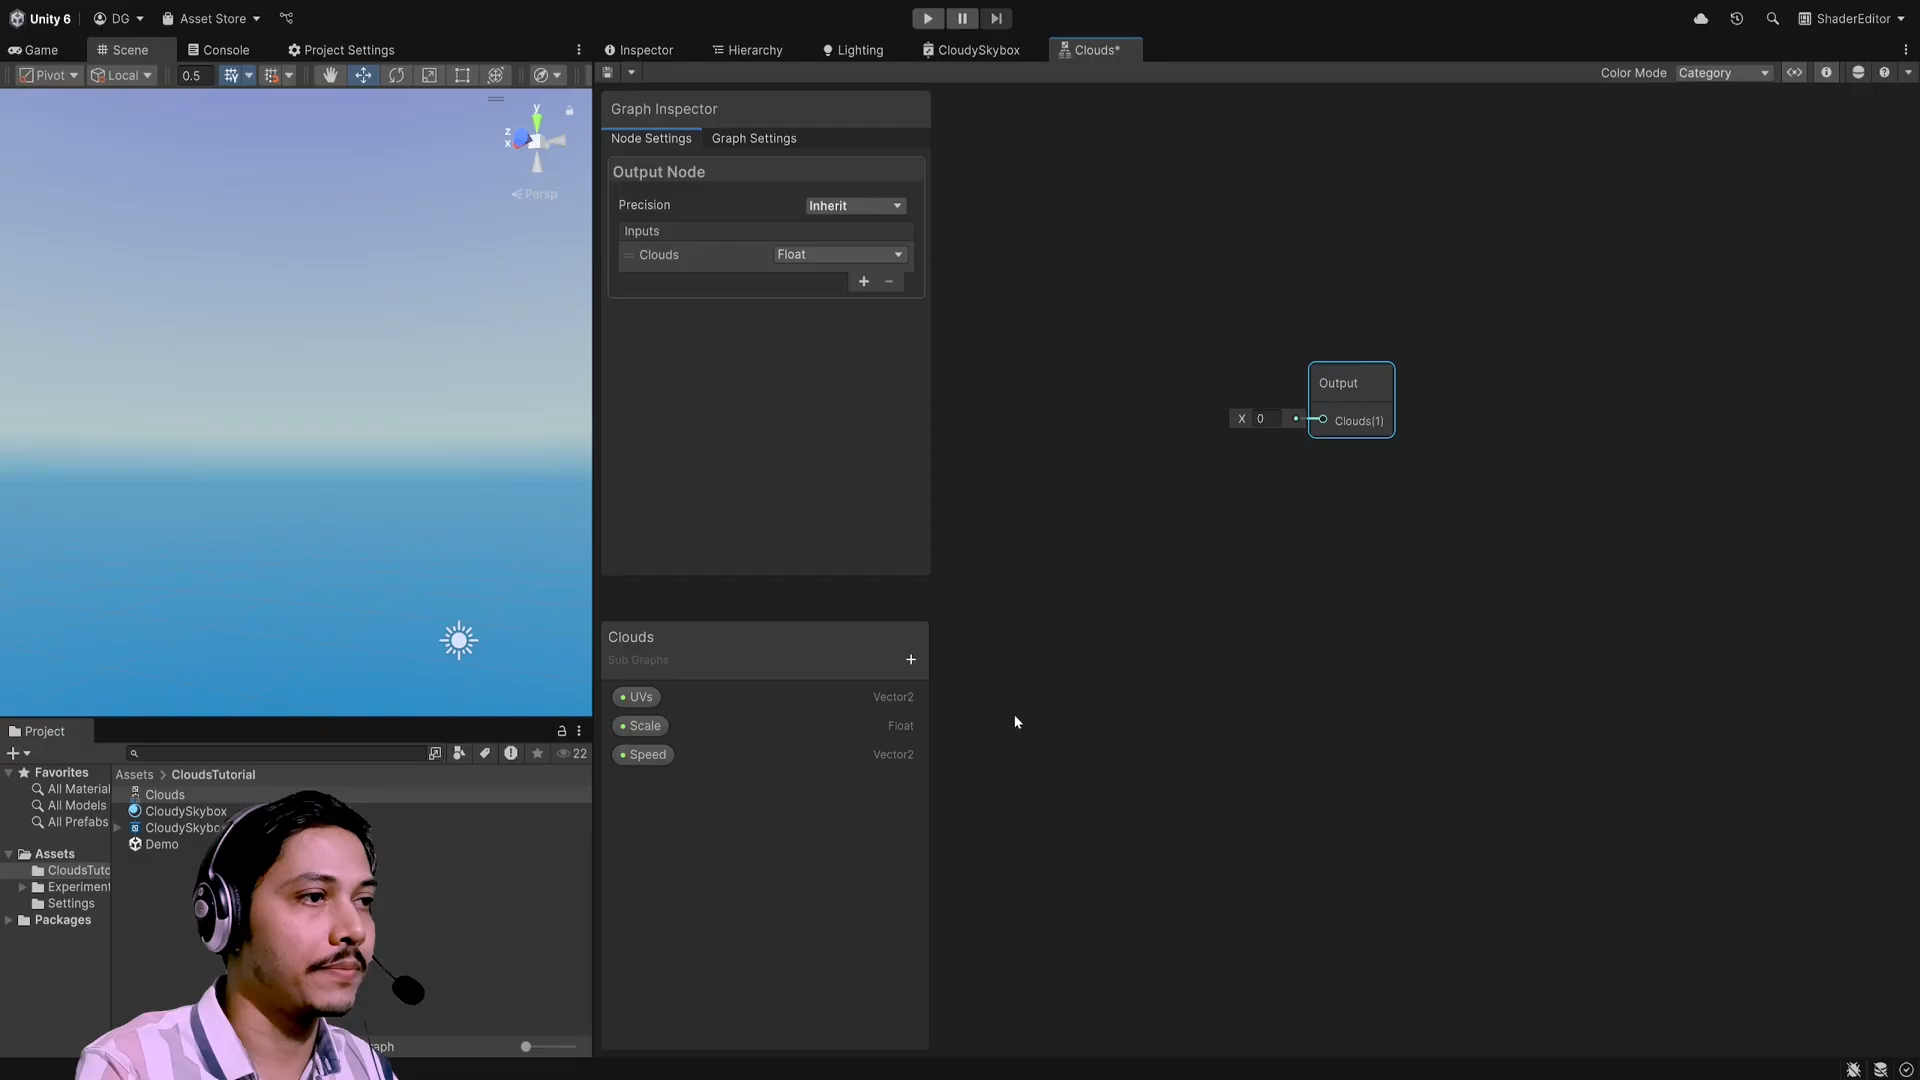 Unity 6 DG Asset Store ShaderEditor
Game Scene Console Project Settings Inspector Hierarchy Lighting CloudySkybox Clouds*
Pivot Local 0.5 Color Mode Category
y
z
x
Persp
Graph Inspector
Node Settings Graph Settings
Output Node
Precision Inherit
Inputs
Clouds Float
+ −
Output
X 0 Clouds(1)
Clouds
Sub Graphs +
UVs Vector2
Scale Float
Speed Vector2
Project
22
Favorites
All Material
All Models
All Prefabs
Assets
CloudsTuto
Experiment
Settings
Packages
Assets > CloudsTutorial
Clouds
CloudySkybox
CloudySkybo
Demo
raph